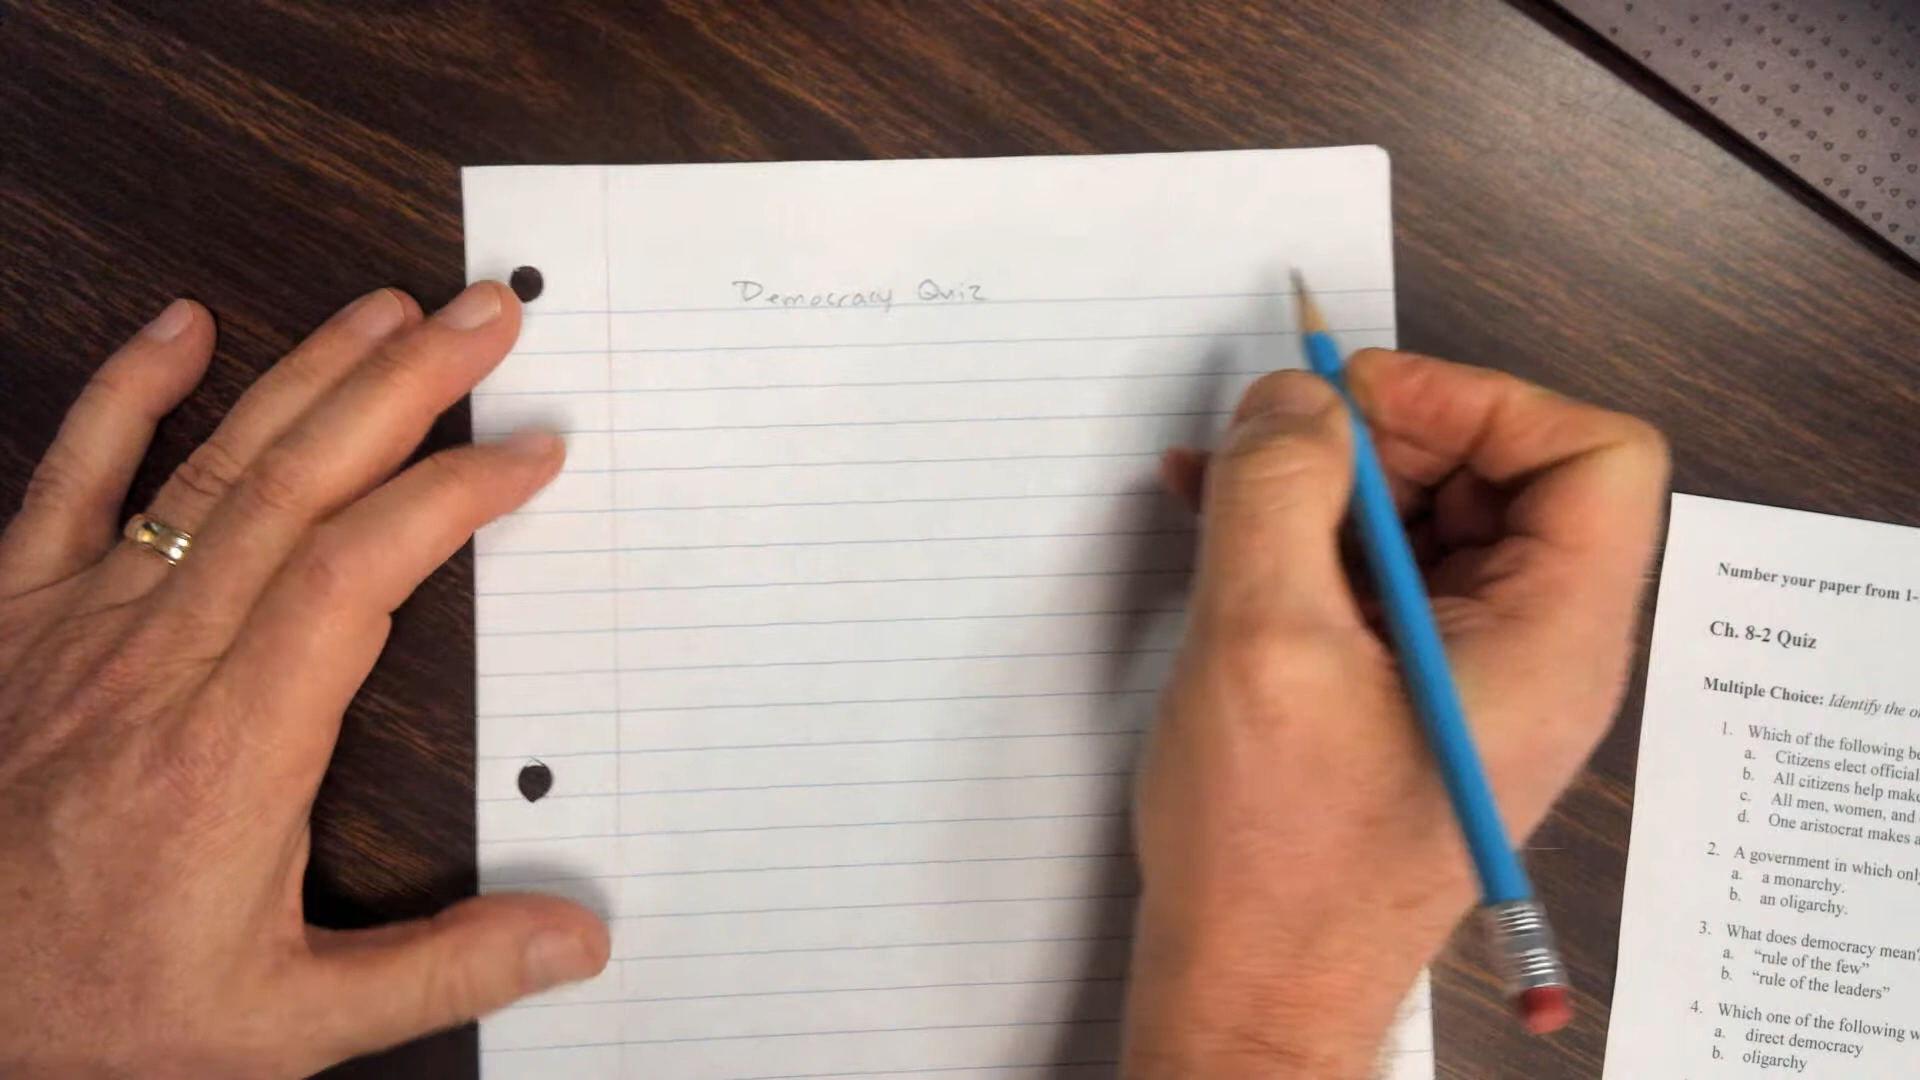 Democracy Quiz
Number your paper from 1-
Ch. 8-2 Quiz
Multiple Choice: Identify the
1. Which of the following
a. Citizens elect
b. All citizens help
c. All men, women, and
d. One aristocrat makes
2. A government in which
a. a monarchy.
b. an oligarchy.
3. What does democracy mean?
a. “rule of the few”
b. “rule of the leaders”
4. Which one of the following
a. direct democracy
b. oligarchy